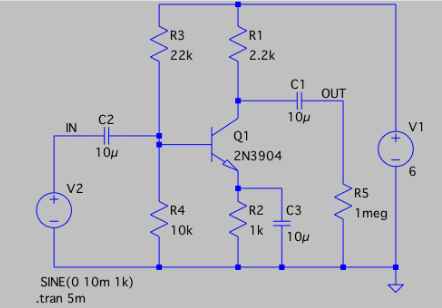 R3
22k
R1
2.2k
C1
10µ
OUT
IN
C2
10µ
Q1
2N3904
V1
6
V2
R4
10k
R2
1k
C3
10µ
R5
1meg
SINE(0 10m 1k)
.tran 5m